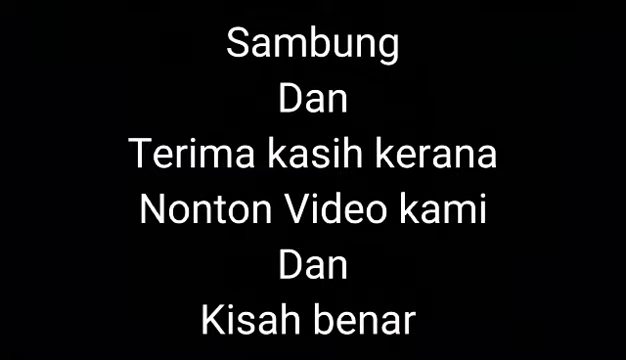 Sambung
Dan
Terima kasih kerana
Nonton Video kami
Dan
Kisah benar